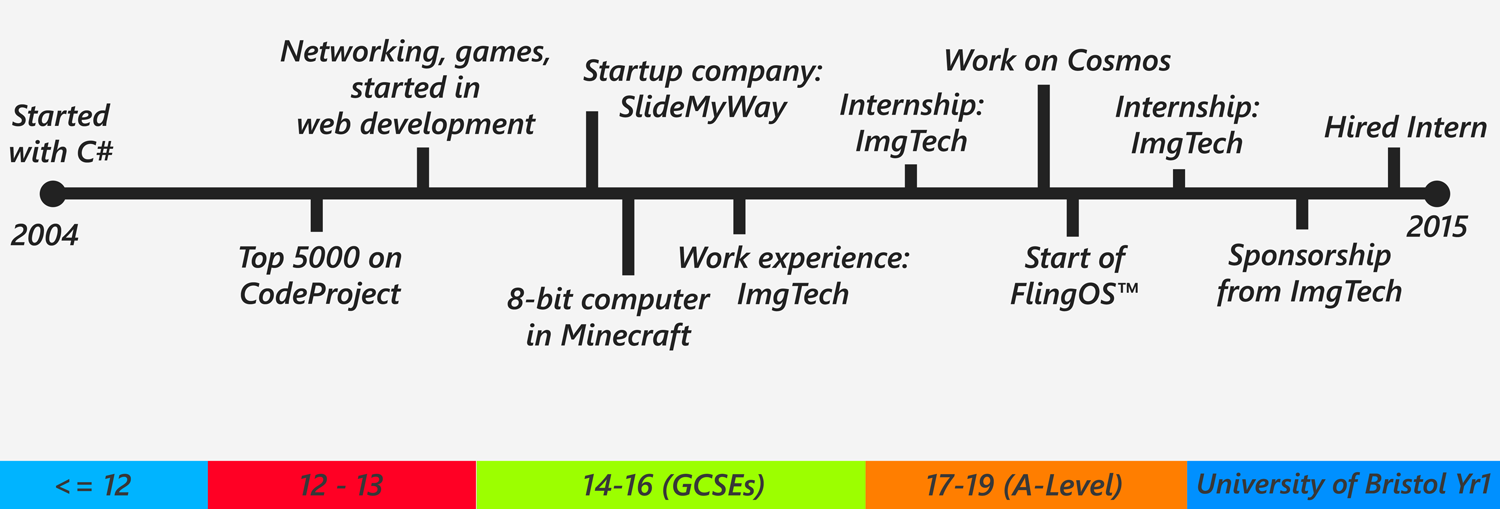 Started
with C#
2004
Top 5000 on
CodeProject
Networking, games,
started in
web development
Startup company:
SlideMyWay
8-bit computer
in Minecraft
Work experience:
ImgTech
Internship:
ImgTech
Work on Cosmos
Start of
FlingOS™
Internship:
ImgTech
Sponsorship
from ImgTech
Hired Intern
2015
<= 12
12 - 13
14-16 (GCSEs)
17-19 (A-Level)
University of Bristol Yr1